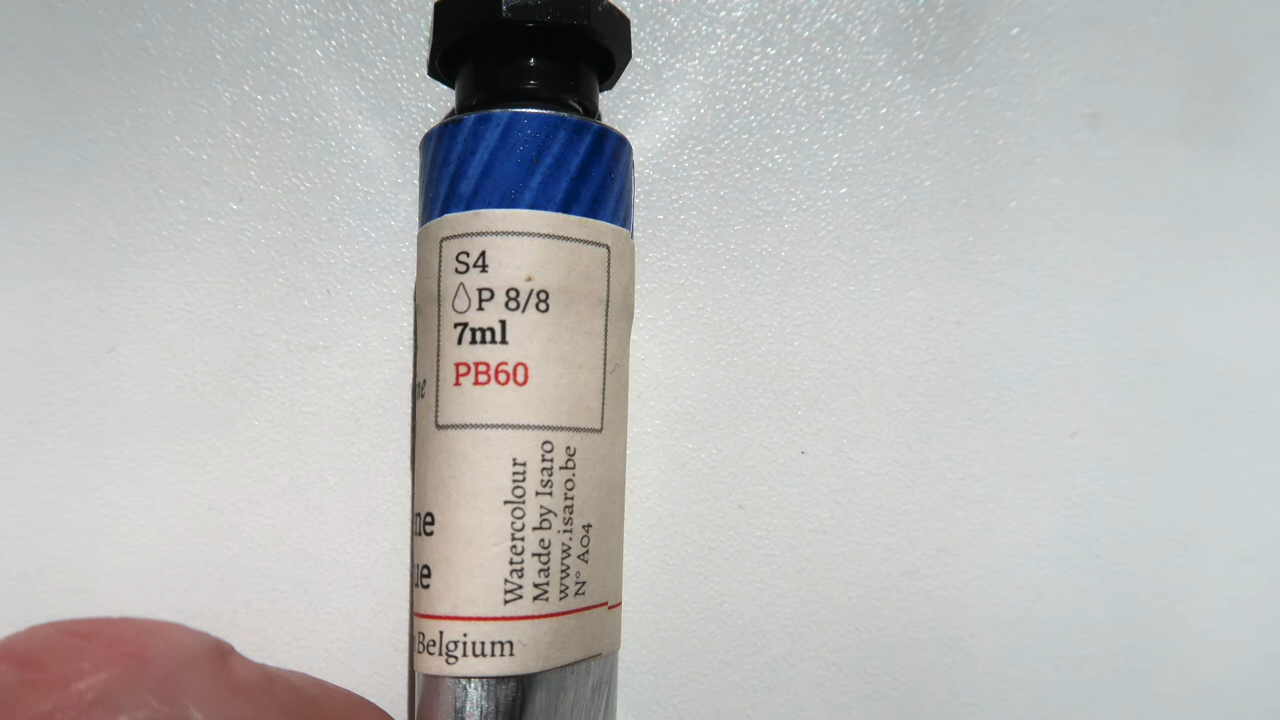 S4
P 8/8
7ml
PB60
Watercolour
Made by Isaro
www.isaro.be
N° A04
Belgium